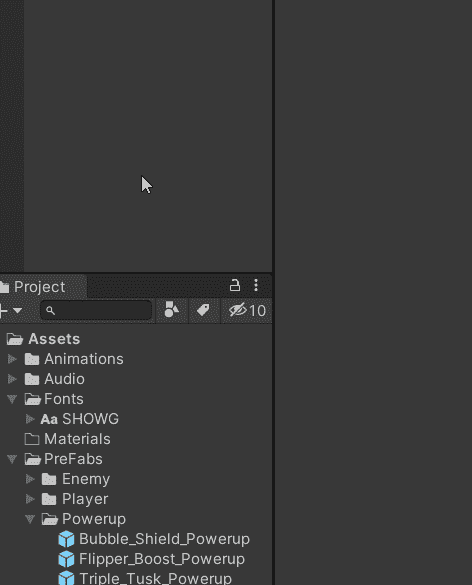 Project
10
Assets
Animations
Audio
Fonts
Aa SHOWG
Materials
PreFabs
Enemy
Player
Powerup
Bubble_Shield_Powerup
Flipper_Boost_Powerup
Triple_Tusk_Powerup